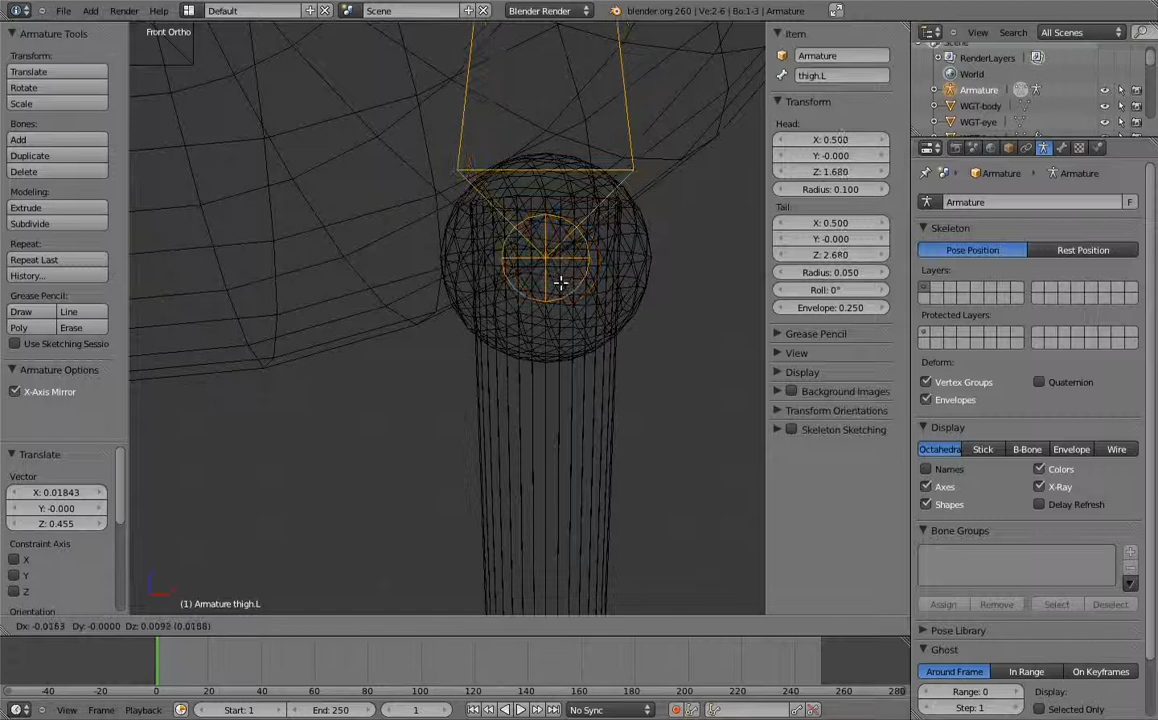 File Add Render Help Default Scene Blender Render blender.org 260 | Ve:2-6 | Bo:1-3 | Armature
Armature Tools
Transform:
Translate
Rotate
Scale
Bones:
Add
Duplicate
Delete
Modeling:
Extrude
Subdivide
Repeat:
Repeat Last
History...
Grease Pencil:
Draw Line
Poly Erase
Use Sketching Sessio
Armature Options
X-Axis Mirror
Translate
Vector
X: 0.01843
Y: -0.000
Z: 0.455
Constraint Axis
X
Y
Z
Orientation
Front Ortho
(1) Armature thigh.L
Dx: -0.0163 Dy: -0.0000 Dz: 0.0092 (0.0188)
Item
Armature
thigh.L
Transform
Head:
X: 0.500
Y: -0.000
Z: 1.680
Radius: 0.100
Tail:
X: 0.500
Y: -0.000
Z: 2.680
Radius: 0.050
Roll: 0°
Envelope: 0.250
Grease Pencil
View
Display
Background Images
Transform Orientations
Skeleton Sketching
View Search All Scenes
Scene
RenderLayers
World
Armature
WGT-body
WGT-eye
Armature Armature
Armature F
Skeleton
Pose Position Rest Position
Layers:
Protected Layers:
Deform:
Vertex Groups Quaternion
Envelopes
Display
Octahedra Stick B-Bone Envelope Wire
Names Colors
Axes X-Ray
Shapes Delay Refresh
Bone Groups
Assign Remove Select Deselect
Pose Library
Ghost
Around Frame In Range On Keyframes
Range: 0 Display:
Step: 1 Selected Only
-40 -20 0 20 40 60 80 100 120 140 160 180 200 220 240 260 280
View Frame Playback Start: 1 End: 250 1 No Sync